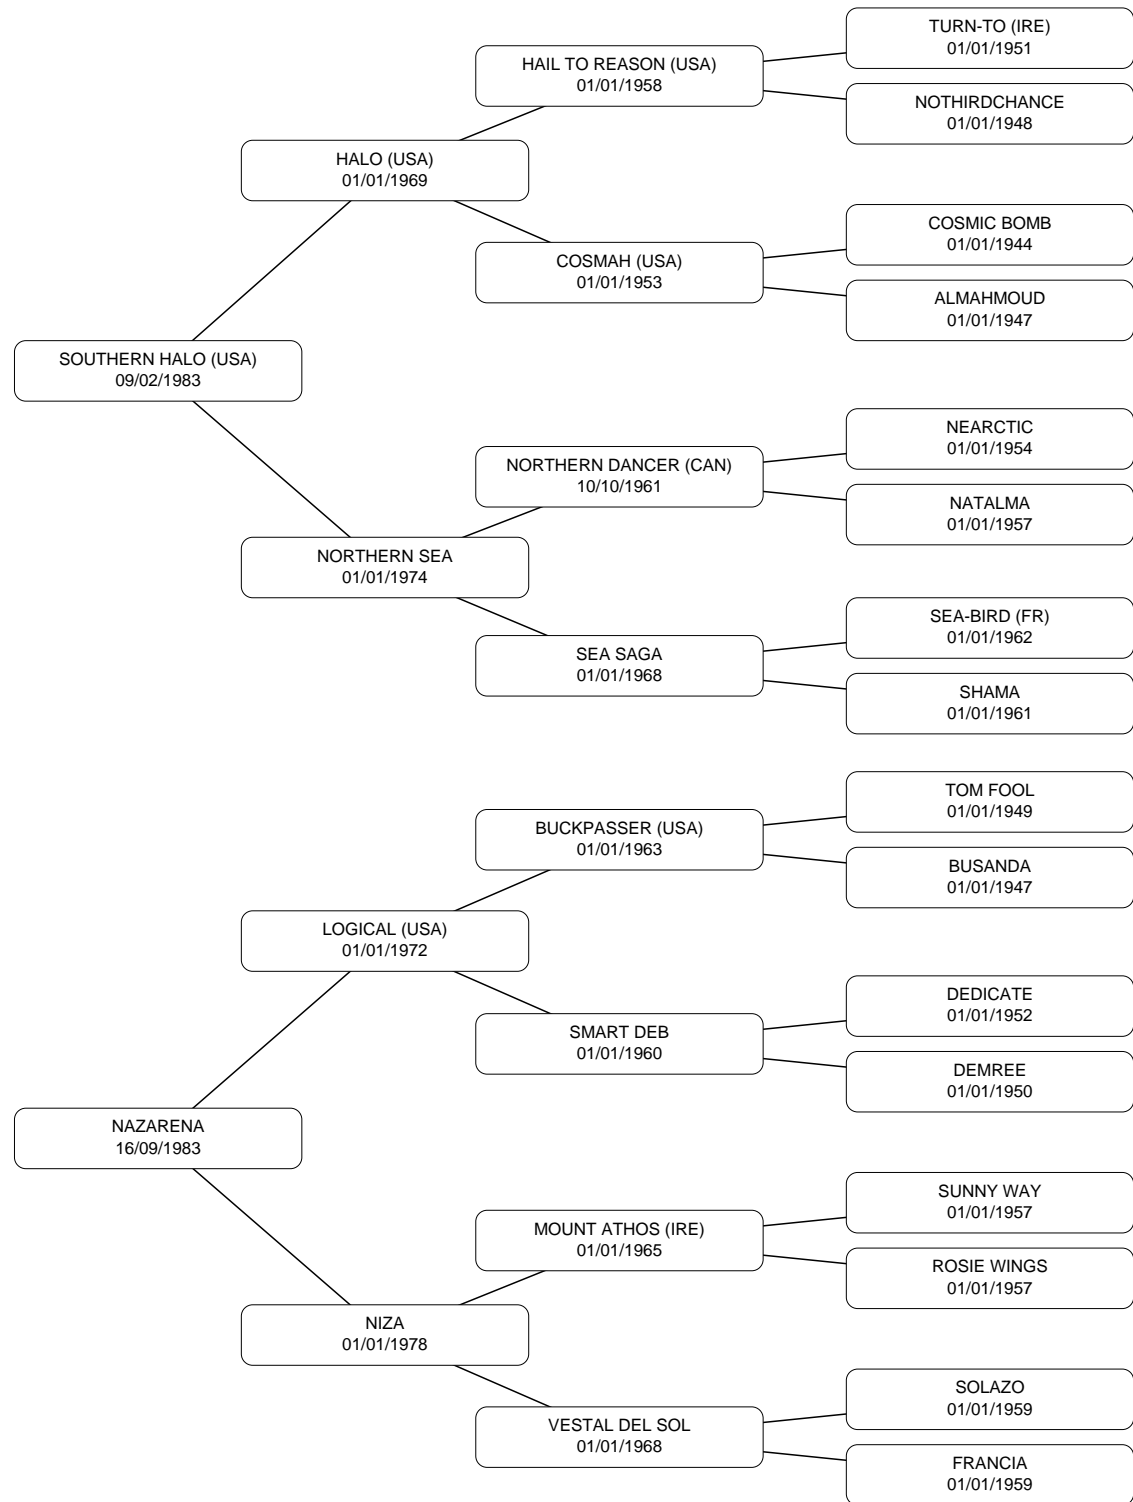 TURN-TO (IRE)
01/01/1951
HAIL TO REASON (USA)
01/01/1958
NOTHIRDCHANCE
01/01/1948
HALO (USA)
01/01/1969
COSMIC BOMB
01/01/1944
COSMAH (USA)
01/01/1953
ALMAHMOUD
01/01/1947
SOUTHERN HALO (USA)
09/02/1983
NEARCTIC
01/01/1954
NORTHERN DANCER (CAN)
10/10/1961
NATALMA
01/01/1957
NORTHERN SEA
01/01/1974
SEA-BIRD (FR)
01/01/1962
SEA SAGA
01/01/1968
SHAMA
01/01/1961
TOM FOOL
01/01/1949
BUCKPASSER (USA)
01/01/1963
BUSANDA
01/01/1947
LOGICAL (USA)
01/01/1972
DEDICATE
01/01/1952
SMART DEB
01/01/1960
DEMREE
01/01/1950
NAZARENA
16/09/1983
SUNNY WAY
01/01/1957
MOUNT ATHOS (IRE)
01/01/1965
ROSIE WINGS
01/01/1957
NIZA
01/01/1978
SOLAZO
01/01/1959
VESTAL DEL SOL
01/01/1968
FRANCIA
01/01/1959